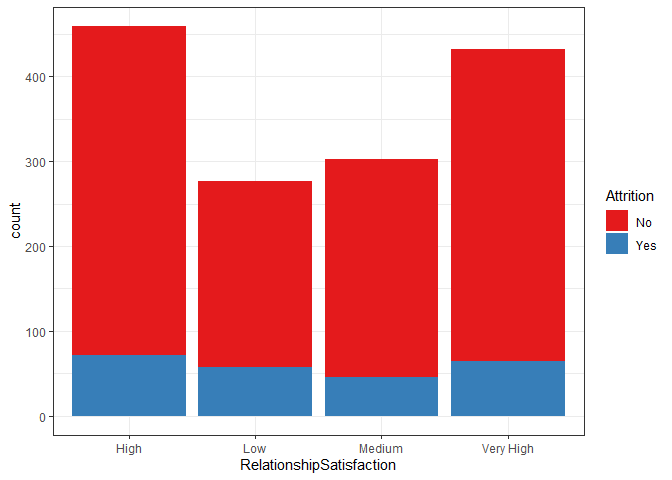 400
300
200
100
0
count
High Low Medium Very High
RelationshipSatisfaction
Attrition
No
Yes